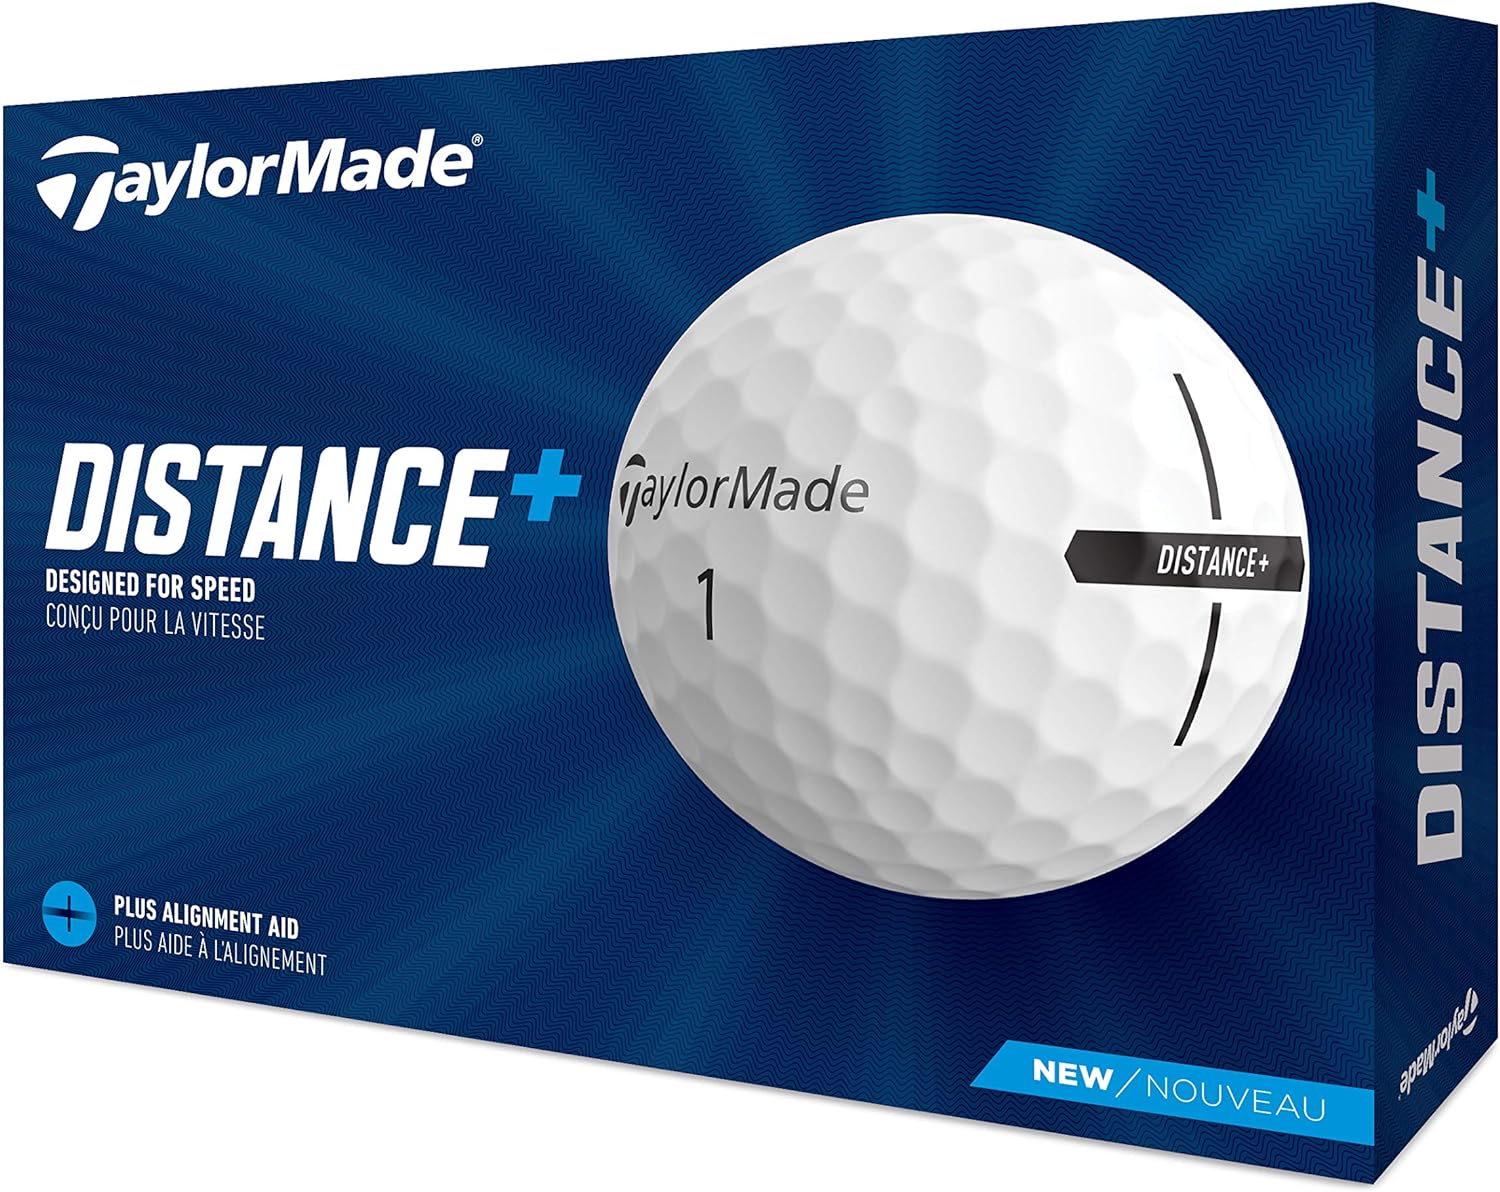 TaylorMade®
DISTANCE+
DESIGNED FOR SPEED
CONÇU POUR LA VITESSE
TaylorMade
1
DISTANCE+
PLUS ALIGNMENT AID
PLUS AIDE À L'ALIGNEMENT
NEW / NOUVEAU
DISTANCE+
TaylorMade